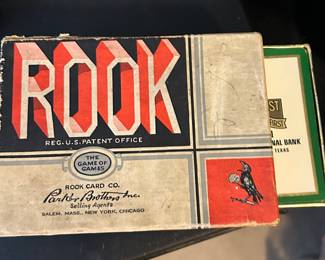 ROOK
REG. U.S. PATENT OFFICE
THE
GAME OF
GAMES
ROOK CARD CO.
Parker Brothers Inc.
Selling Agents
SALEM, MASS., NEW YORK, CHICAGO
ST
FIRST
NAL BANK
TEXAS